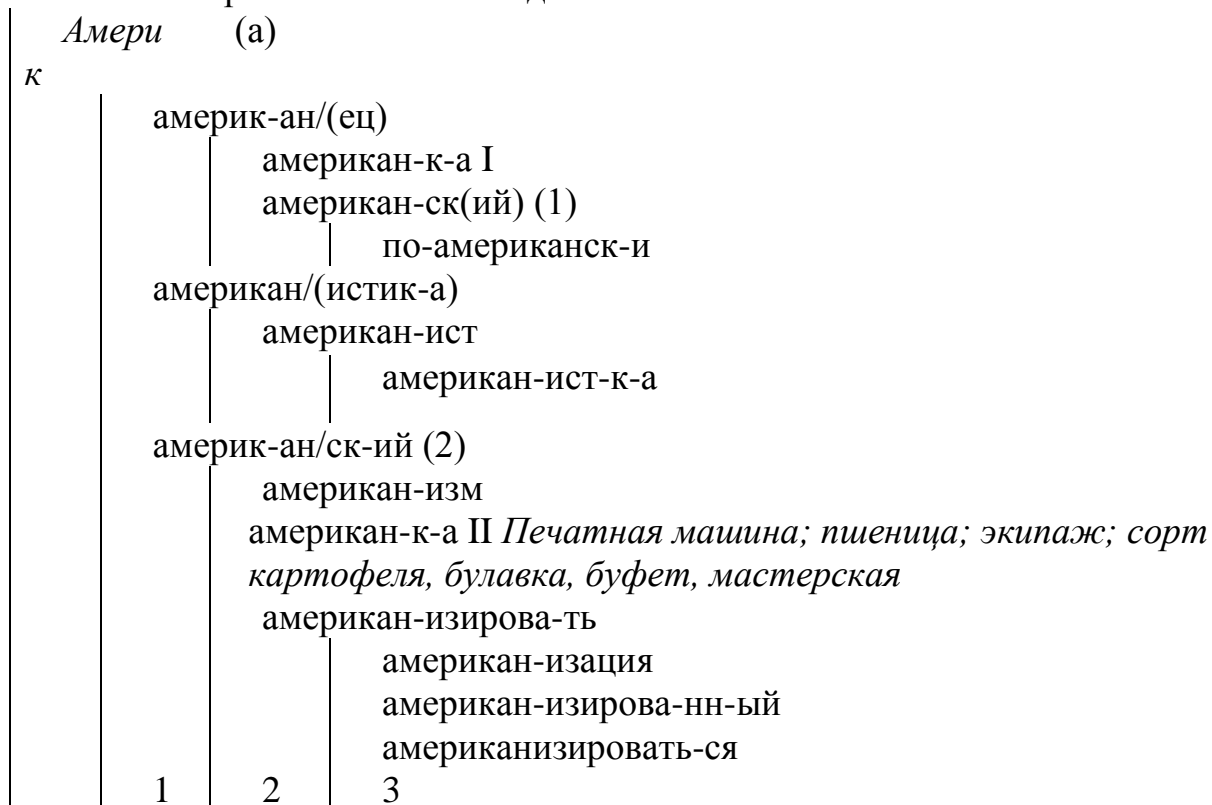 Амери (а)
к
америк-ан/(ец)
американ-к-а I
американ-ск(ий) (1)
по-американск-и
американ/(истик-а)
американ-ист
американ-ист-к-а
америк-ан/ск-ий (2)
американ-изм
американ-к-а II Печатная машина; пшеница; экипаж; сорт
картофеля, булавка, буфет, мастерская
американ-изирова-ть
американ-изация
американ-изирова-нн-ый
американизировать-ся
1 2 3